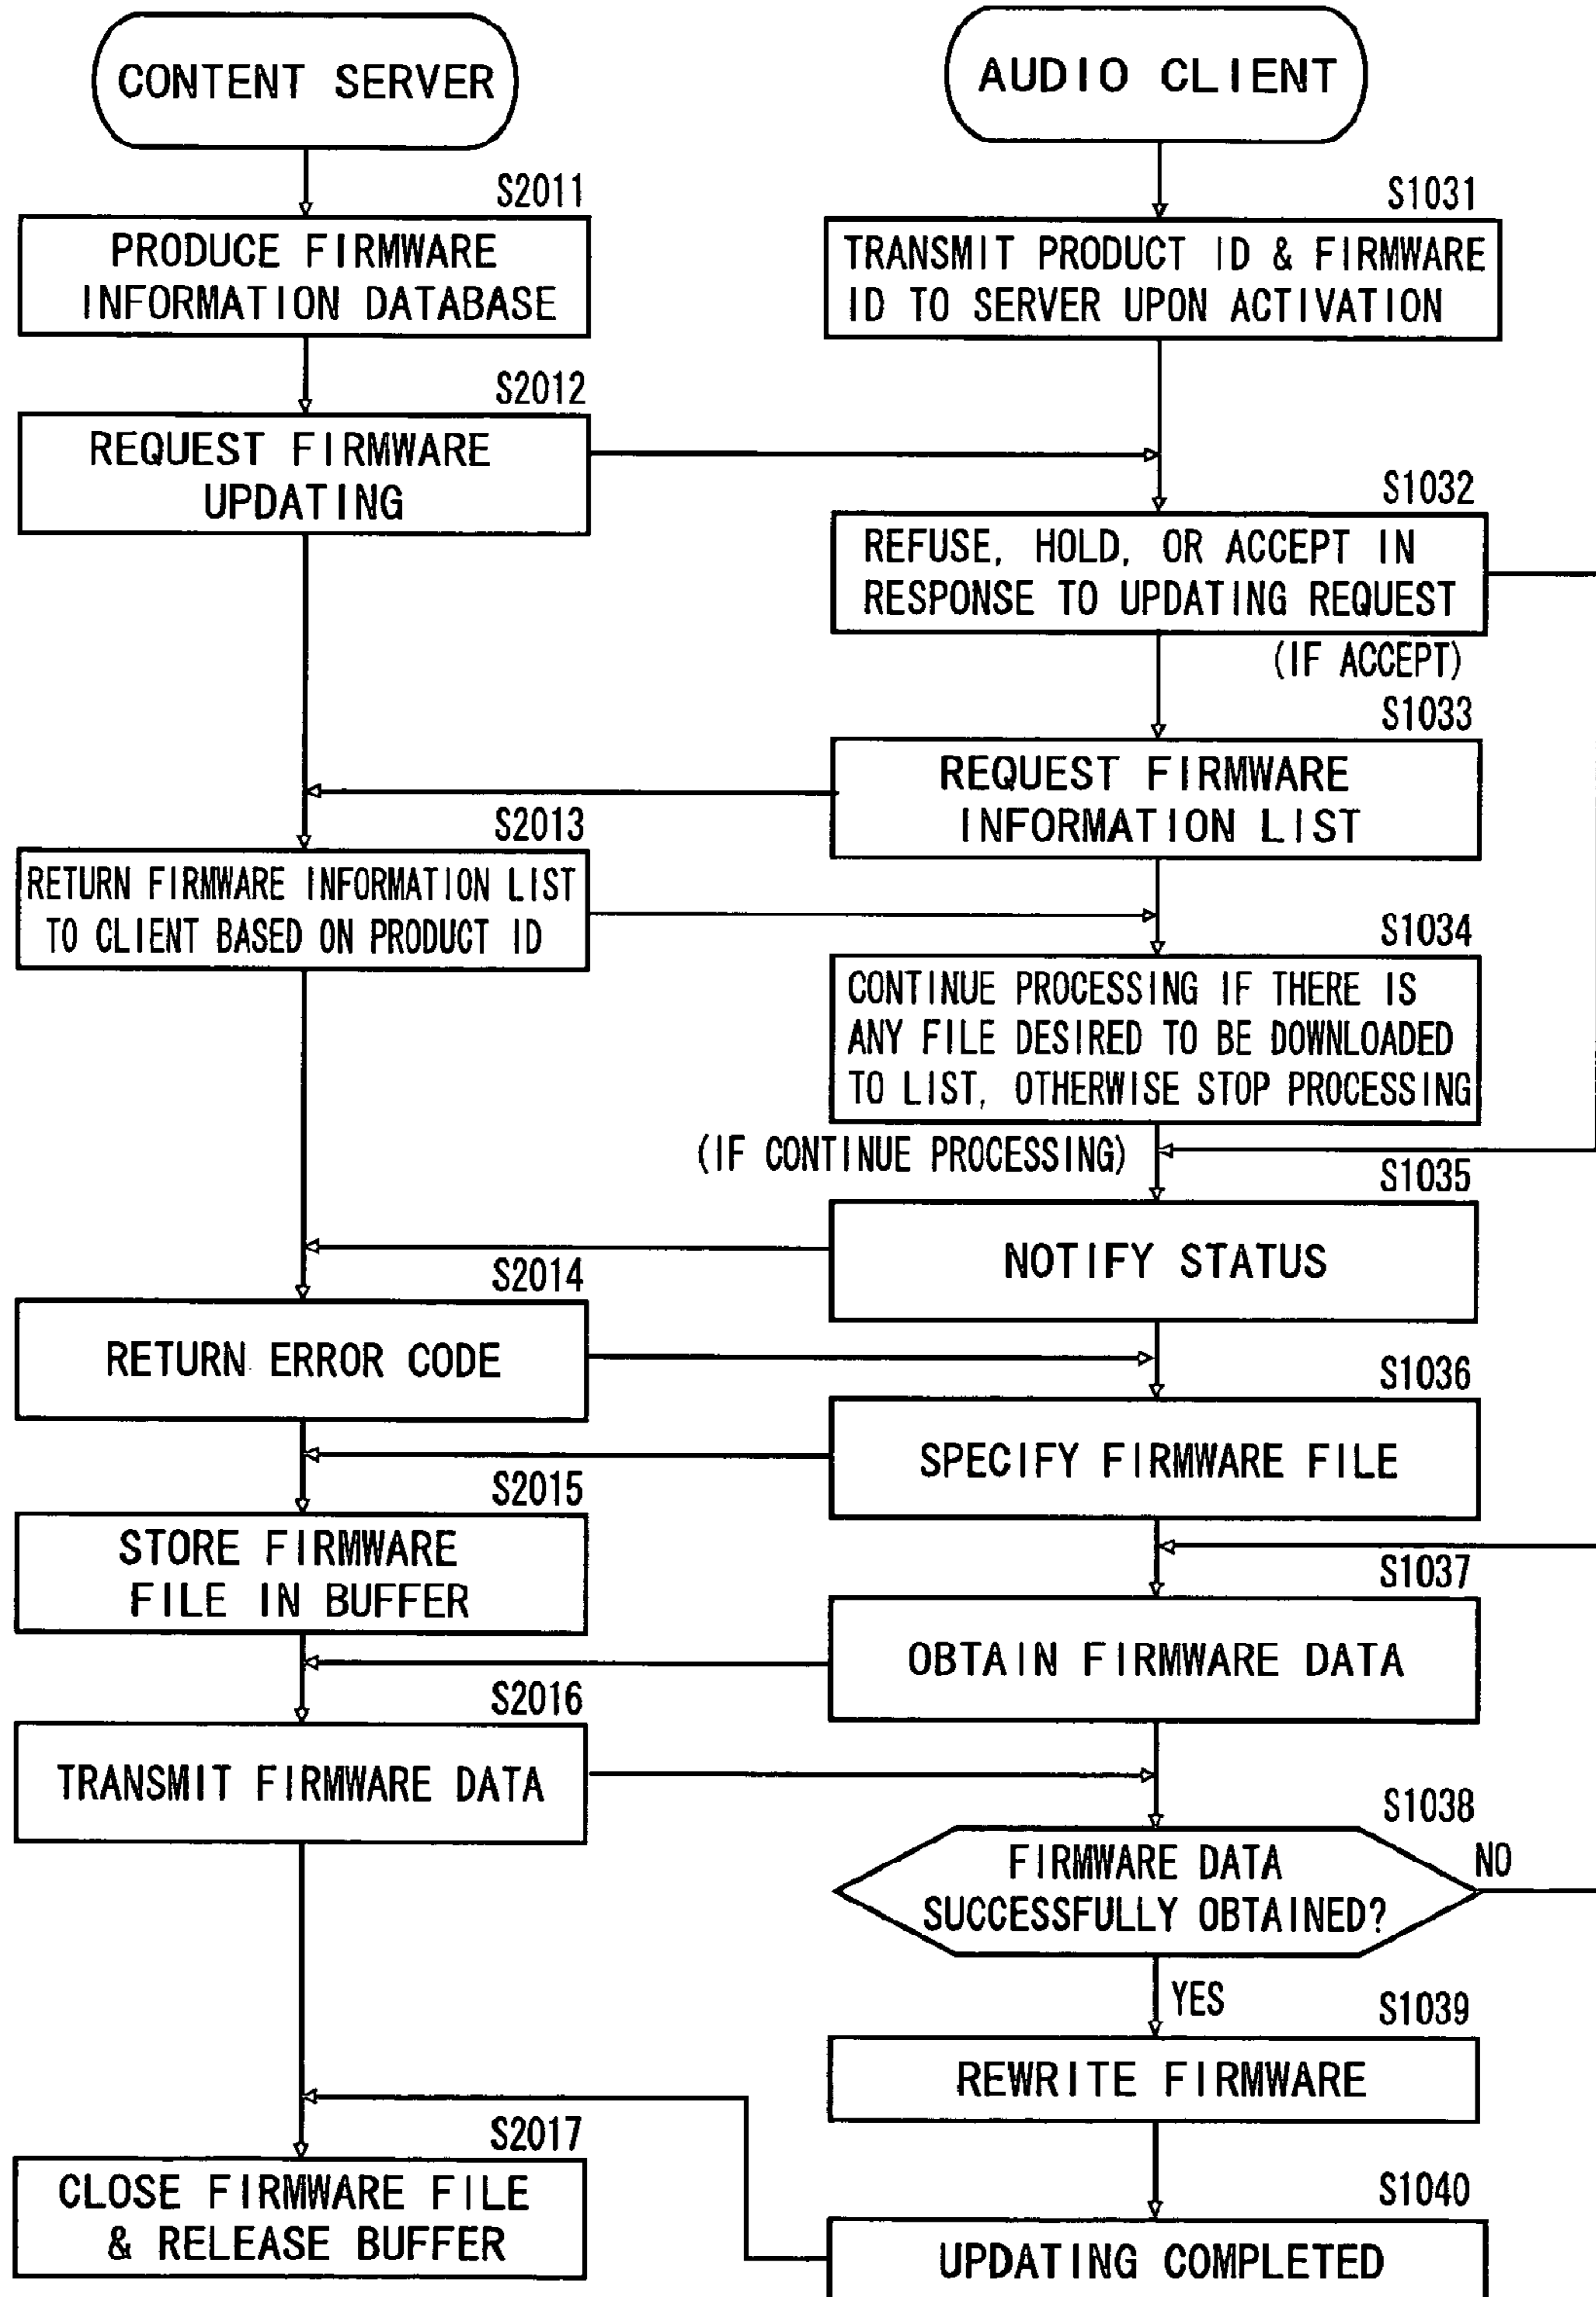 CONTENT SERVER
AUDIO CLIENT
S2011
PRODUCE FIRMWARE
INFORMATION DATABASE
S1031
TRANSMIT PRODUCT ID & FIRMWARE
ID TO SERVER UPON ACTIVATION
S2012
REQUEST FIRMWARE
UPDATING
S1032
REFUSE, HOLD, OR ACCEPT IN
RESPONSE TO UPDATING REQUEST
(IF ACCEPT)
S1033
REQUEST FIRMWARE
INFORMATION LIST
S2013
RETURN FIRMWARE INFORMATION LIST
TO CLIENT BASED ON PRODUCT ID
S1034
CONTINUE PROCESSING IF THERE IS
ANY FILE DESIRED TO BE DOWNLOADED
TO LIST, OTHERWISE STOP PROCESSING
(IF CONTINUE PROCESSING)
S1035
NOTIFY STATUS
S2014
RETURN ERROR CODE
S1036
SPECIFY FIRMWARE FILE
S2015
STORE FIRMWARE
FILE IN BUFFER
S1037
OBTAIN FIRMWARE DATA
S2016
TRANSMIT FIRMWARE DATA
S1038
FIRMWARE DATA
SUCCESSFULLY OBTAINED?
NO
YES
S1039
REWRITE FIRMWARE
S2017
CLOSE FIRMWARE FILE
& RELEASE BUFFER
S1040
UPDATING COMPLETED